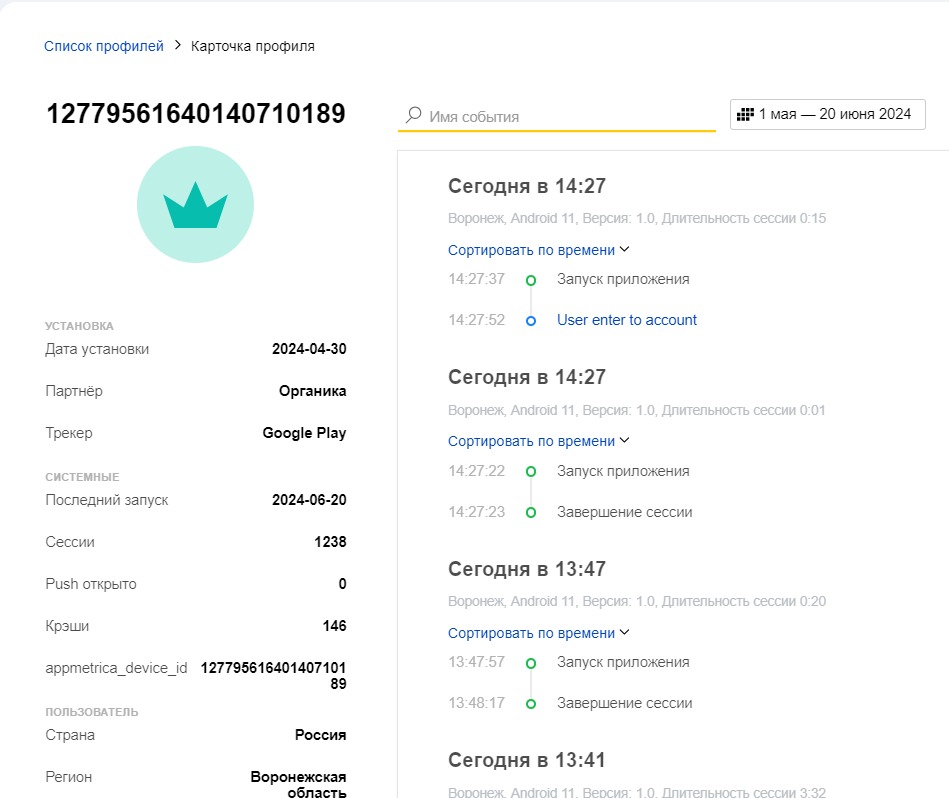 Список профилей > Карточка профиля
12779561640140710189
Имя события
1 мая — 20 июня 2024
УСТАНОВКА
Дата установки 2024-04-30
Партнёр Органика
Трекер Google Play
СИСТЕМНЫЕ
Последний запуск 2024-06-20
Сессии 1238
Push открыто 0
Крэши 146
appmetrica_device_id 127795616401407101
89
ПОЛЬЗОВАТЕЛЬ
Страна Россия
Регион Воронежская
область
Сегодня в 14:27
Воронеж, Android 11, Версия: 1.0, Длительность сессии 0:15
Сортировать по времени
14:27:37 Запуск приложения
14:27:52 User enter to account
Сегодня в 14:27
Воронеж, Android 11, Версия: 1.0, Длительность сессии 0:01
Сортировать по времени
14:27:22 Запуск приложения
14:27:23 Завершение сессии
Сегодня в 13:47
Воронеж, Android 11, Версия: 1.0, Длительность сессии 0:20
Сортировать по времени
13:47:57 Запуск приложения
13:48:17 Завершение сессии
Сегодня в 13:41
Воронеж, Android 11, Версия: 1.0, Длительность сессии 3:32